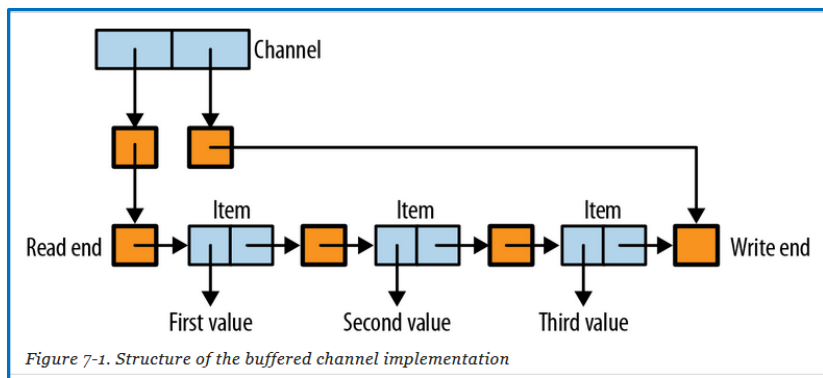 Channel
Item Item Item
Read end Write end
First value Second value Third value
Figure 7-1. Structure of the buffered channel implementation